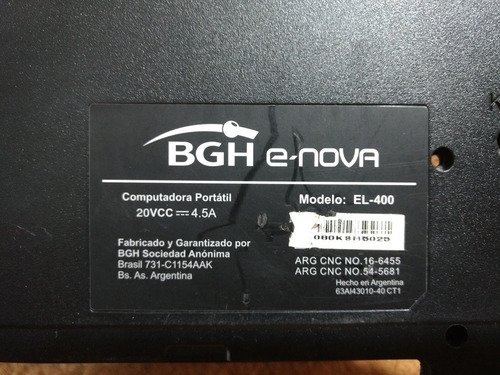 BGH e-nova
Computadora Portátil
20VCC ⎓ 4.5A
Modelo: EL-400
Fabricado y Garantizado por
BGH Sociedad Anónima
Brasil 731-C1154AAK
Bs. As. Argentina
ARG CNC NO.16-6455
ARG CNC NO.54-5681
Hecho en Argentina
63AI43010-40 CT1